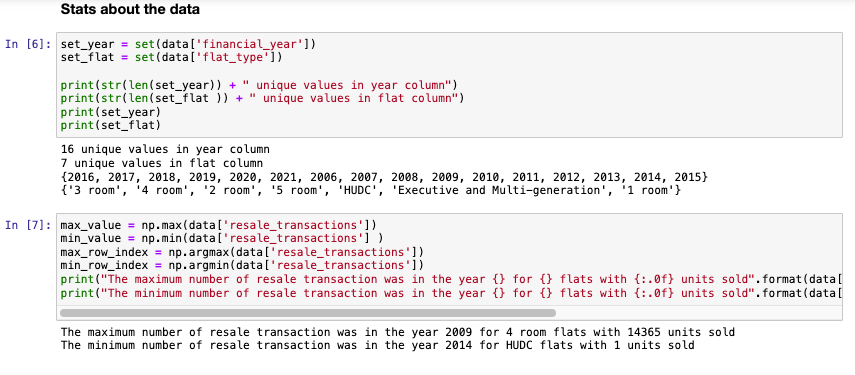 Stats about the data
In [6]: set_year = set(data['financial_year'])
set_flat = set(data['flat_type'])
print(str(len(set_year)) + " unique values in year column")
print(str(len(set_flat )) + " unique values in flat column")
print(set_year)
print(set_flat)
16 unique values in year column
7 unique values in flat column
{2016, 2017, 2018, 2019, 2020, 2021, 2006, 2007, 2008, 2009, 2010, 2011, 2012, 2013, 2014, 2015}
{'3 room', '4 room', '2 room', '5 room', 'HUDC', 'Executive and Multi-generation', '1 room'}
In [7]: max_value = np.max(data['resale_transactions'])
min_value = np.min(data['resale_transactions'] )
max_row_index = np.argmax(data['resale_transactions'])
min_row_index = np.argmin(data['resale_transactions'])
print("The maximum number of resale transaction was in the year {} for {} flats with {:.0f} units sold".format(data[
print("The minimum number of resale transaction was in the year {} for {} flats with {:.0f} units sold".format(data[
The maximum number of resale transaction was in the year 2009 for 4 room flats with 14365 units sold
The minimum number of resale transaction was in the year 2014 for HUDC flats with 1 units sold